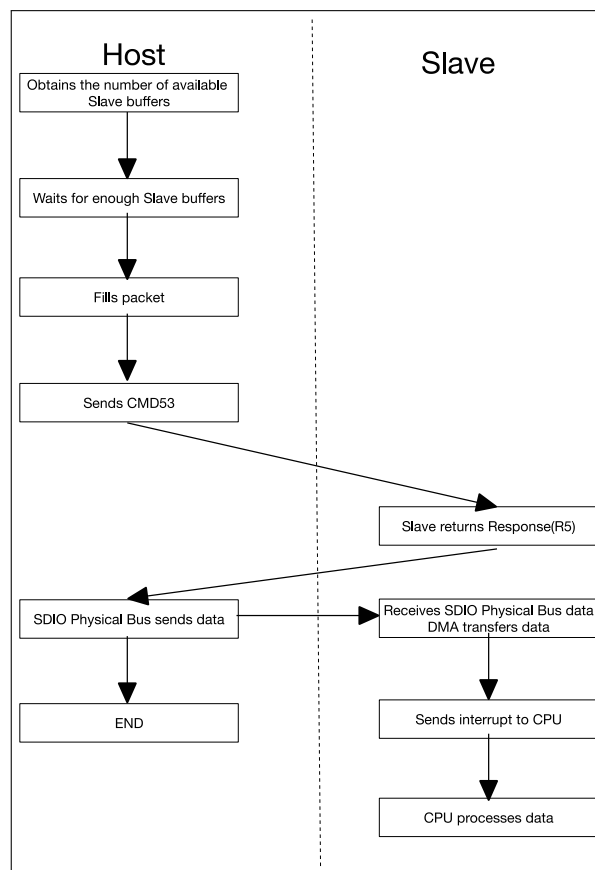 Host
Slave
Obtains the number of available
Slave buffers
Waits for enough Slave buffers
Fills packet
Sends CMD53
Slave returns Response(R5)
SDIO Physical Bus sends data
Receives SDIO Physical Bus data
DMA transfers data
END
Sends interrupt to CPU
CPU processes data